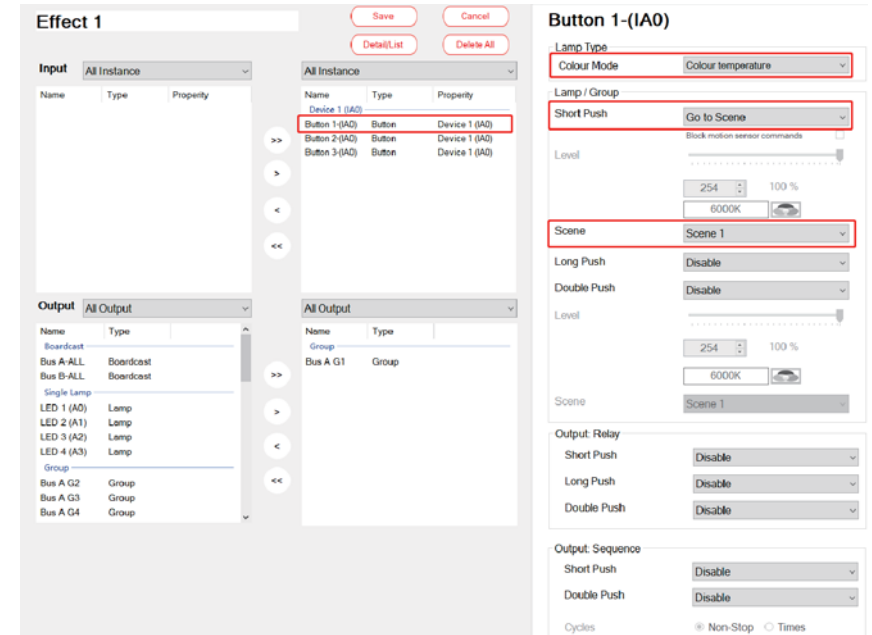 Effect 1
Save
Cancel
Detail/List
Delete All
Input
All Instance
All Instance
Name Type Properity
Name Type Properity
Device 1 (IA0)
Button 1-(IA0) Button Device 1 (IA0)
Button 2-(IA0) Button Device 1 (IA0)
Button 3-(IA0) Button Device 1 (IA0)
>>
>
<
<<
Output
All Output
All Output
Name Type
Boardcast
Bus A-ALL Boardcast
Bus B-ALL Boardcast
Single Lamp
LED 1 (A0) Lamp
LED 2 (A1) Lamp
LED 3 (A2) Lamp
LED 4 (A3) Lamp
Group
Bus A G2 Group
Bus A G3 Group
Bus A G4 Group
>>
>
<
<<
Name Type
Group
Bus A G1 Group
Button 1-(IA0)
Lamp Type
Colour Mode Colour temperature
Lamp / Group
Short Push Go to Scene
Block motion sensor commands
Level
254 100 %
6000K
Scene Scene 1
Long Push Disable
Double Push Disable
Level
254 100 %
6000K
Scene Scene 1
Output: Relay
Short Push Disable
Long Push Disable
Double Push Disable
Output: Sequence
Short Push Disable
Double Push Disable
Cycles Non-Stop Times